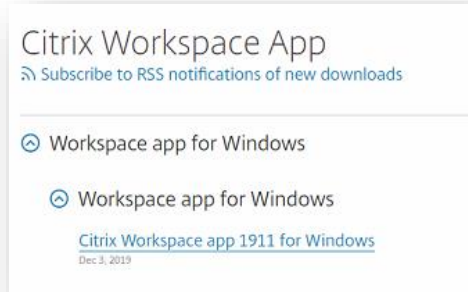 Citrix Workspace App
Subscribe to RSS notifications of new downloads
Workspace app for Windows
Workspace app for Windows
Citrix Workspace app 1911 for Windows
Dec 3, 2019